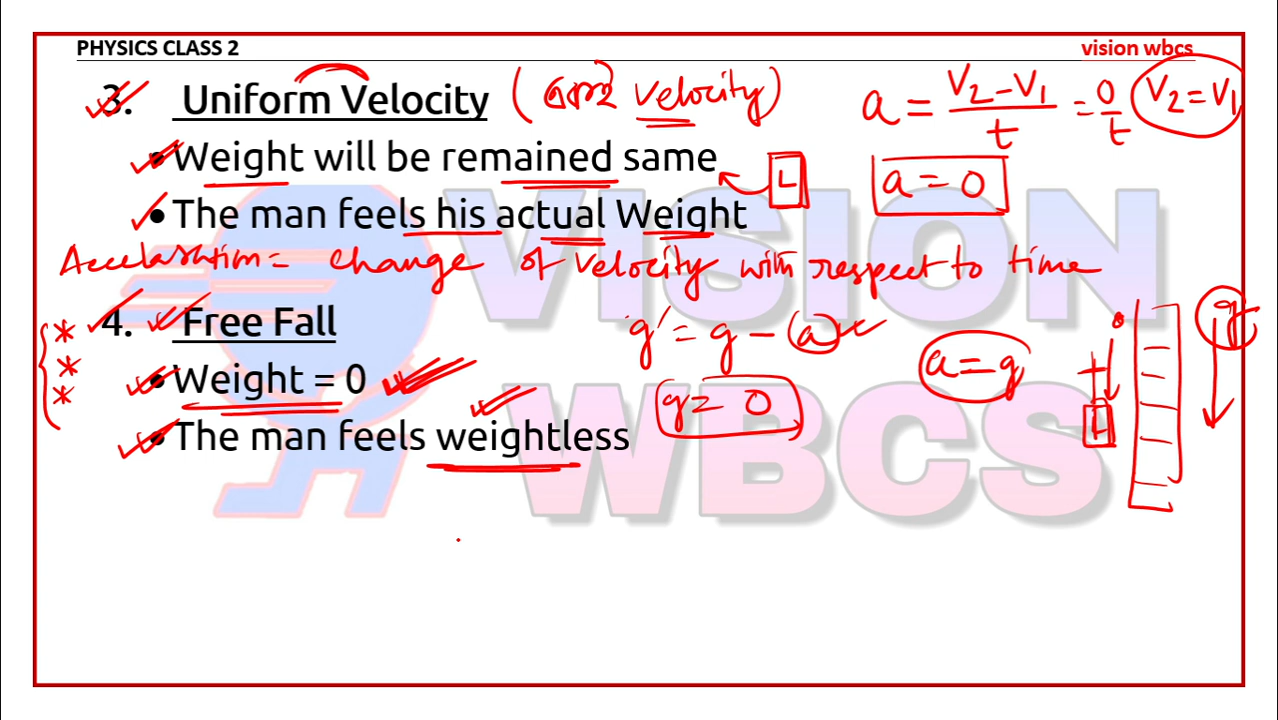 PHYSICS CLASS 2
vision wbcs
3. Uniform Velocity ( velocity)
a = V2 - V1 / t = 0 / t V2 = V1
• Weight will be remained same L a = 0
• The man feels his actual Weight
change of velocity with respect to time
4. Free Fall g' = g - (a) a = g g
* * *
• Weight = 0 g = 0
• The man feels weightless
VISION
WBCS